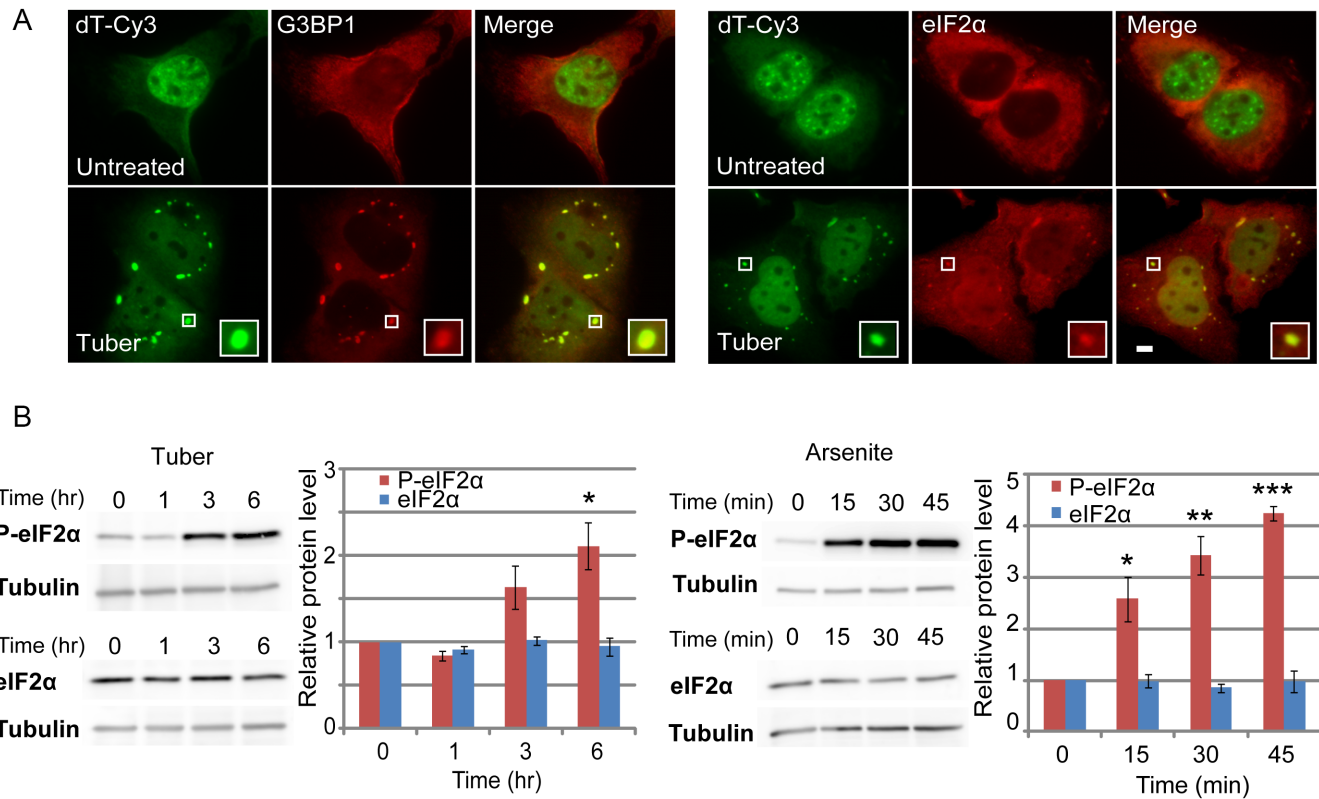 A
dT-Cy3 G3BP1 Merge
Untreated
Tuber
dT-Cy3 eIF2α Merge
Untreated
Tuber
B
Tuber
Time (hr) 0 1 3 6
P-eIF2α
Tubulin
Time (hr) 0 1 3 6
eIF2α
Tubulin
Relative protein level
3
2
1
0
P-eIF2α
eIF2α
*
0 1 3 6
Time (hr)
Arsenite
Time (min) 0 15 30 45
P-eIF2α
Tubulin
Time (min) 0 15 30 45
eIF2α
Tubulin
Relative protein level
5
4
3
2
1
0
P-eIF2α
eIF2α
*
**
***
0 15 30 45
Time (min)